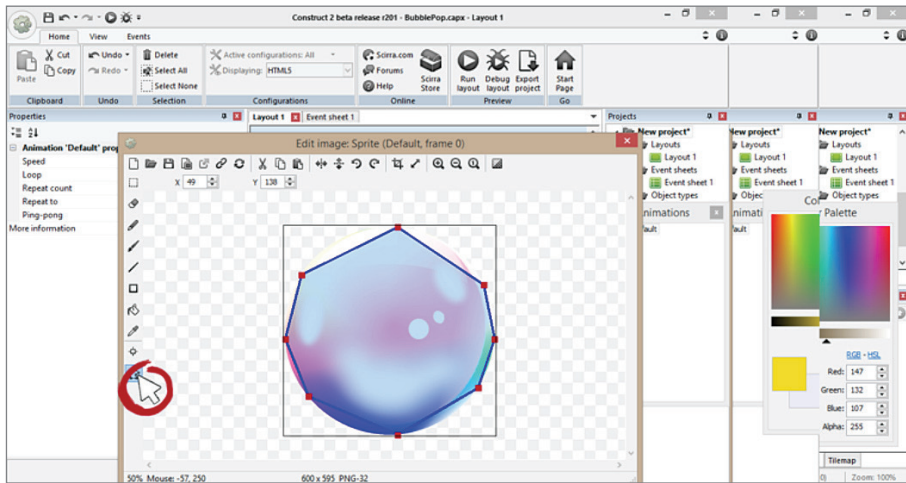 Construct 2 beta release r201 - BubblePop.capx - Layout 1
Home View Events
Paste
Cut
Copy
Clipboard
Undo
Redo
Undo
Delete
Select All
Select None
Selection
Active configurations: All
Displaying: HTML5
Configurations
Scirra.com
Forums
Help
Scirra Store
Online
Run layout
Debug layout
Export project
Preview
Start Page
Go
Properties
Layout 1 Event sheet 1
Projects
Projects
Projects
Animation 'Default' prop
Speed
Loop
Repeat count
Repeat to
Ping-pong
More information
Edit image: Sprite (Default, frame 0)
X 49 Y 138
New project*
Layouts
Layout 1
Event sheets
Event sheet 1
Object types
New project*
Layouts
Layout 1
Event sheets
Event sheet 1
New project*
Layouts
Layout 1
Event sheets
Event sheet 1
Object types
Palette
RGB - HSL
Red: 147
Green: 132
Blue: 107
Alpha: 255
Tilemap
50% Mouse: -57, 250 600 x 595 PNG-32
Zoom: 100%